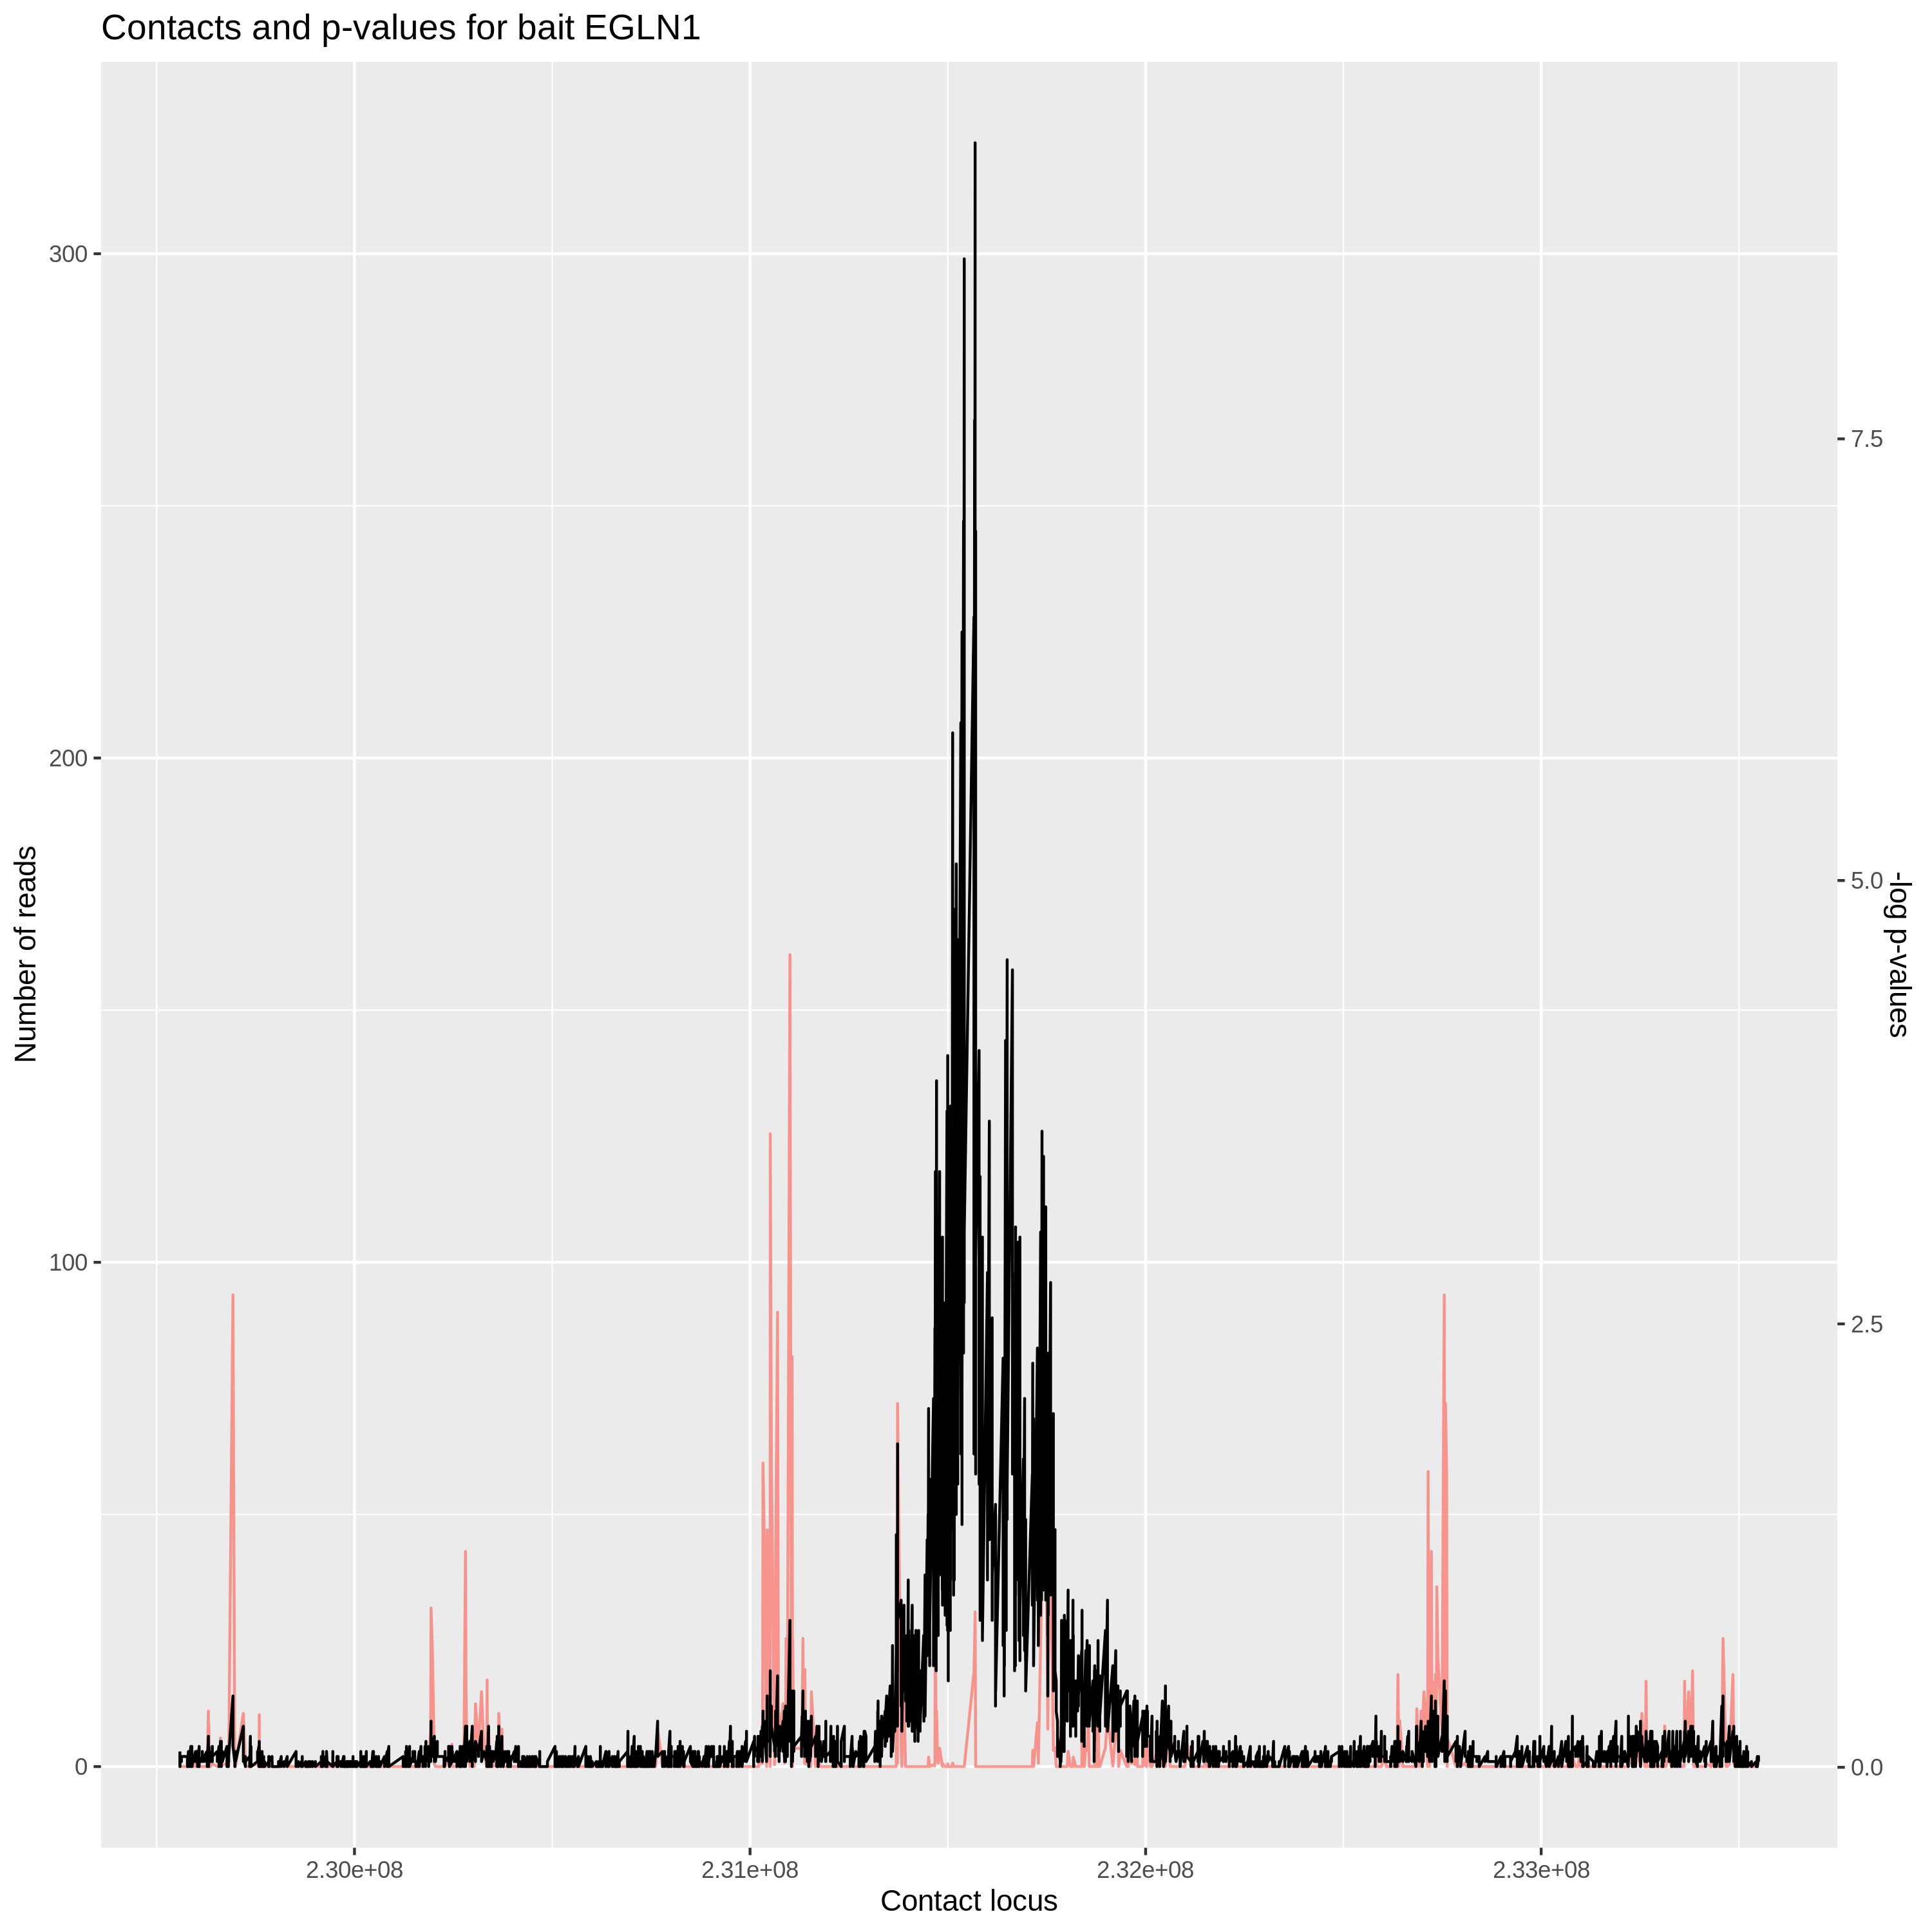 Contacts and p-values for bait EGLN1
300
200
100
0
Number of reads
7.5
5.0
2.5
0.0
-log p-values
2.30e+08
2.31e+08
2.32e+08
2.33e+08
Contact locus